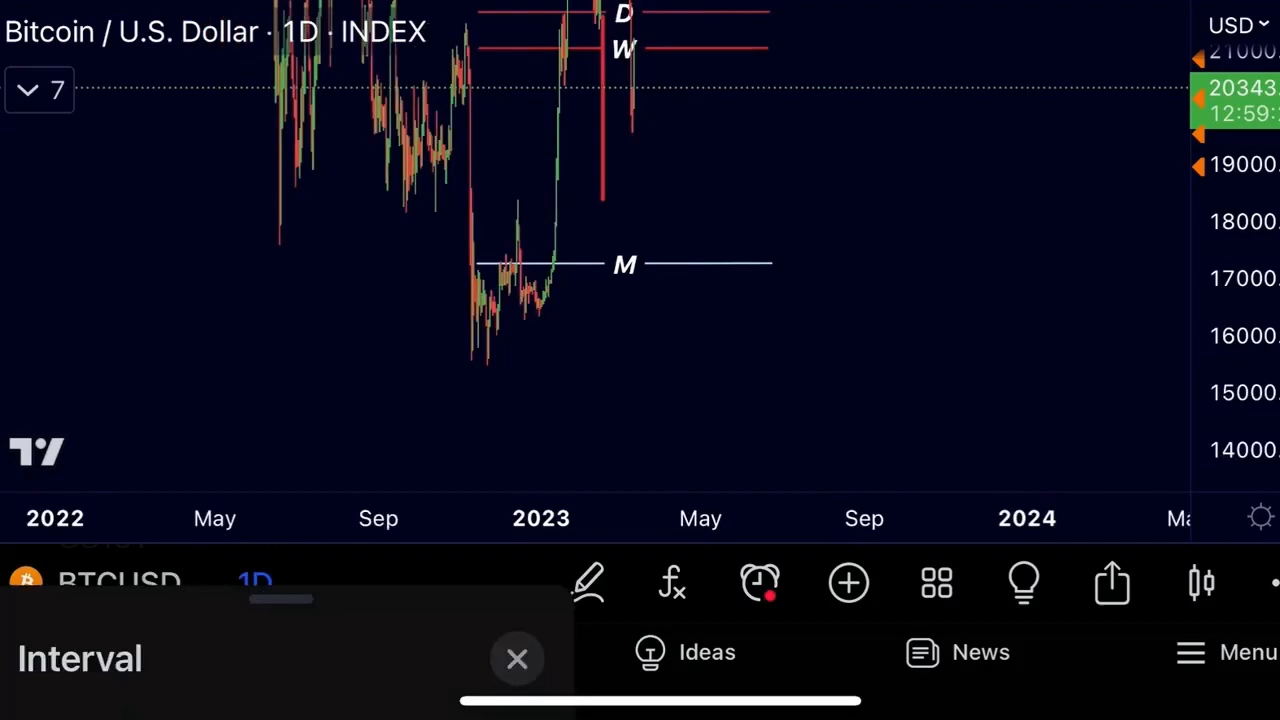 Bitcoin / U.S. Dollar · 1D · INDEX
USD
21000.
7
20343.
12:59:
19000.
18000.
17000.
16000.
15000.
14000.
D
W
M
2022 May Sep 2023 May Sep 2024
BTCUSD 1D
Interval
Ideas
News
Menu